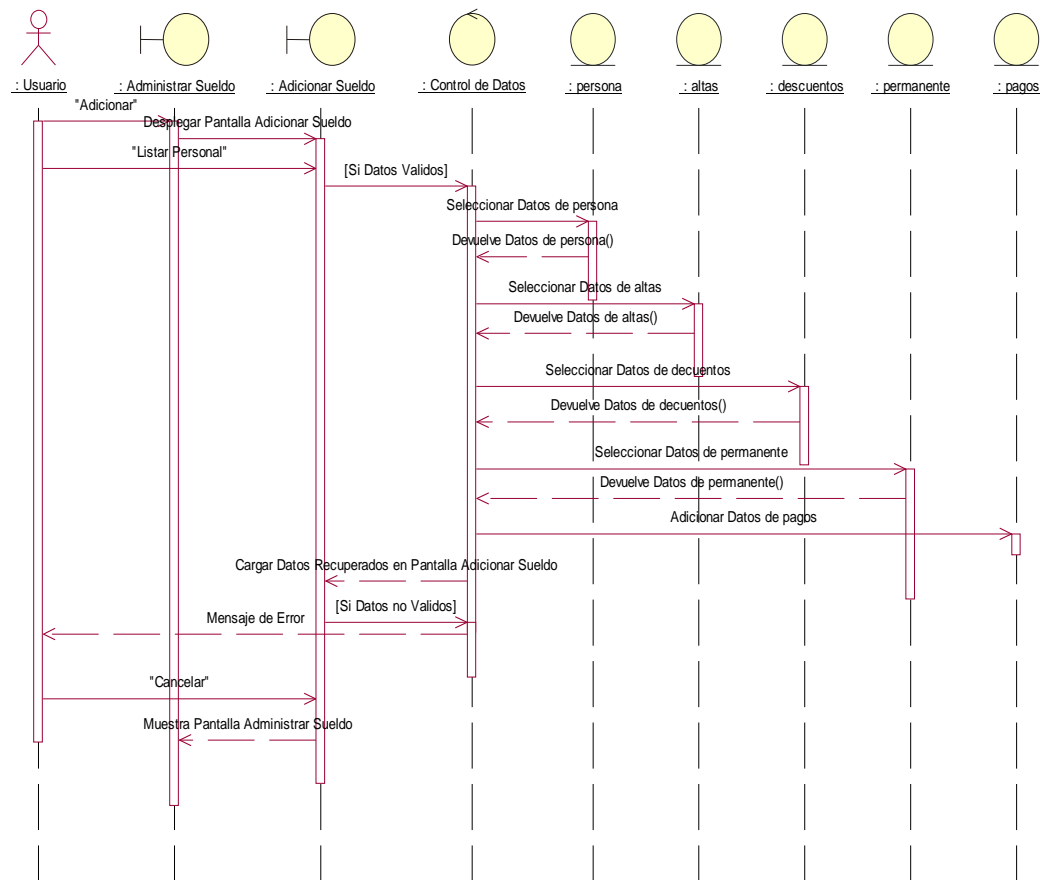 : Usuario
: Administrar Sueldo
: Adicionar Sueldo
: Control de Datos
: persona
: altas
: descuentos
: permanente
: pagos
"Adicionar"
Desplegar Pantalla Adicionar Sueldo
"Listar Personal"
[Si Datos Validos]
Seleccionar Datos de persona
Devuelve Datos de persona()
Seleccionar Datos de altas
Devuelve Datos de altas()
Seleccionar Datos de decuentos
Devuelve Datos de decuentos()
Seleccionar Datos de permanente
Devuelve Datos de permanente()
Adicionar Datos de pagos
Cargar Datos Recuperados en Pantalla Adicionar Sueldo
[Si Datos no Validos]
Mensaje de Error
"Cancelar"
Muestra Pantalla Administrar Sueldo